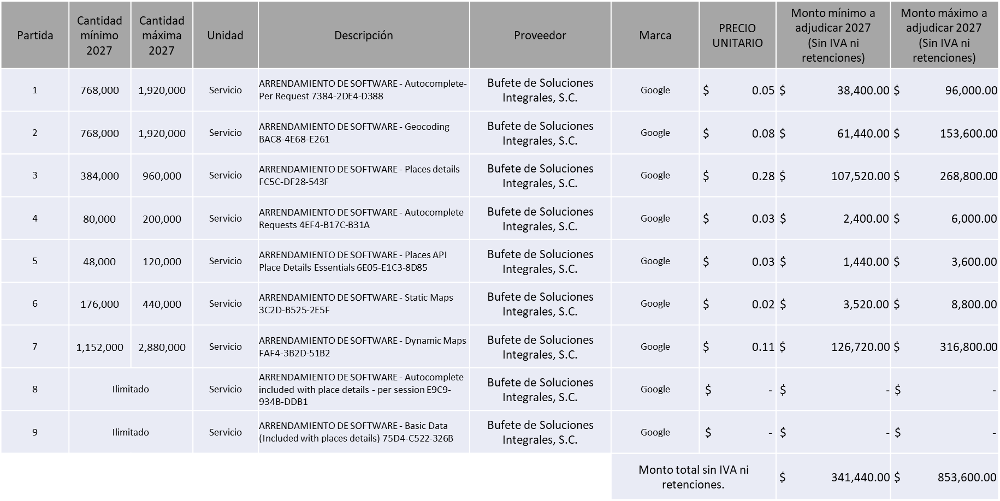 Partida
Cantidad
mínimo
2027
Cantidad
máxima
2027
Unidad
Descripción
Proveedor
Marca
PRECIO
UNITARIO
Monto mínimo a
adjudicar 2027
(Sin IVA ni
retenciones)
Monto máximo a
adjudicar 2027
(Sin IVA ni
retenciones)
1
768,000
1,920,000
Servicio
ARRENDAMIENTO DE SOFTWARE - Autocomplete-
Per Request 7384-2DE4-D388
Bufete de Soluciones
Integrales, S.C.
Google
$ 0.05
$ 38,400.00
$ 96,000.00
2
768,000
1,920,000
Servicio
ARRENDAMIENTO DE SOFTWARE - Geocoding
BAC8-4E68-E261
Bufete de Soluciones
Integrales, S.C.
Google
$ 0.08
$ 61,440.00
$ 153,600.00
3
384,000
960,000
Servicio
ARRENDAMIENTO DE SOFTWARE - Places details
FC5C-DF28-543F
Bufete de Soluciones
Integrales, S.C.
Google
$ 0.28
$ 107,520.00
$ 268,800.00
4
80,000
200,000
Servicio
ARRENDAMIENTO DE SOFTWARE - Autocomplete
Requests 4EF4-B17C-B31A
Bufete de Soluciones
Integrales, S.C.
Google
$ 0.03
$ 2,400.00
$ 6,000.00
5
48,000
120,000
Servicio
ARRENDAMIENTO DE SOFTWARE - Places API
Place Details Essentials 6E05-E1C3-8D85
Bufete de Soluciones
Integrales, S.C.
Google
$ 0.03
$ 1,440.00
$ 3,600.00
6
176,000
440,000
Servicio
ARRENDAMIENTO DE SOFTWARE - Static Maps
3C2D-B525-2E5F
Bufete de Soluciones
Integrales, S.C.
Google
$ 0.02
$ 3,520.00
$ 8,800.00
7
1,152,000
2,880,000
Servicio
ARRENDAMIENTO DE SOFTWARE - Dynamic Maps
FAF4-3B2D-51B2
Bufete de Soluciones
Integrales, S.C.
Google
$ 0.11
$ 126,720.00
$ 316,800.00
8
Ilimitado
Servicio
ARRENDAMIENTO DE SOFTWARE - Autocomplete
included with place details - per session E9C9-
934B-DDB1
Bufete de Soluciones
Integrales, S.C.
Google
$ -
$ -
$ -
9
Ilimitado
Servicio
ARRENDAMIENTO DE SOFTWARE - Basic Data
(Included with places details) 75D4-C522-326B
Bufete de Soluciones
Integrales, S.C.
Google
$ -
$ -
$ -
Monto total sin IVA ni
retenciones.
$ 341,440.00
$ 853,600.00